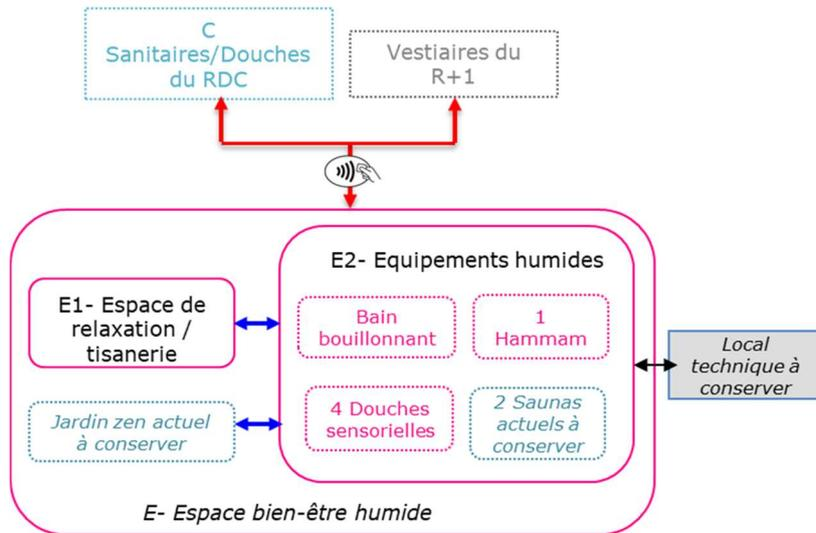 C
Sanitaires/Douches
du RDC
Vestiaires du
R+1
E2- Equipements humides
E1- Espace de
relaxation /
tisanerie
Bain
bouillonnant
1
Hammam
Local
technique à
conserver
Jardin zen actuel
à conserver
4 Douches
sensorielles
2 Saunas
actuels à
conserver
E- Espace bien-être humide